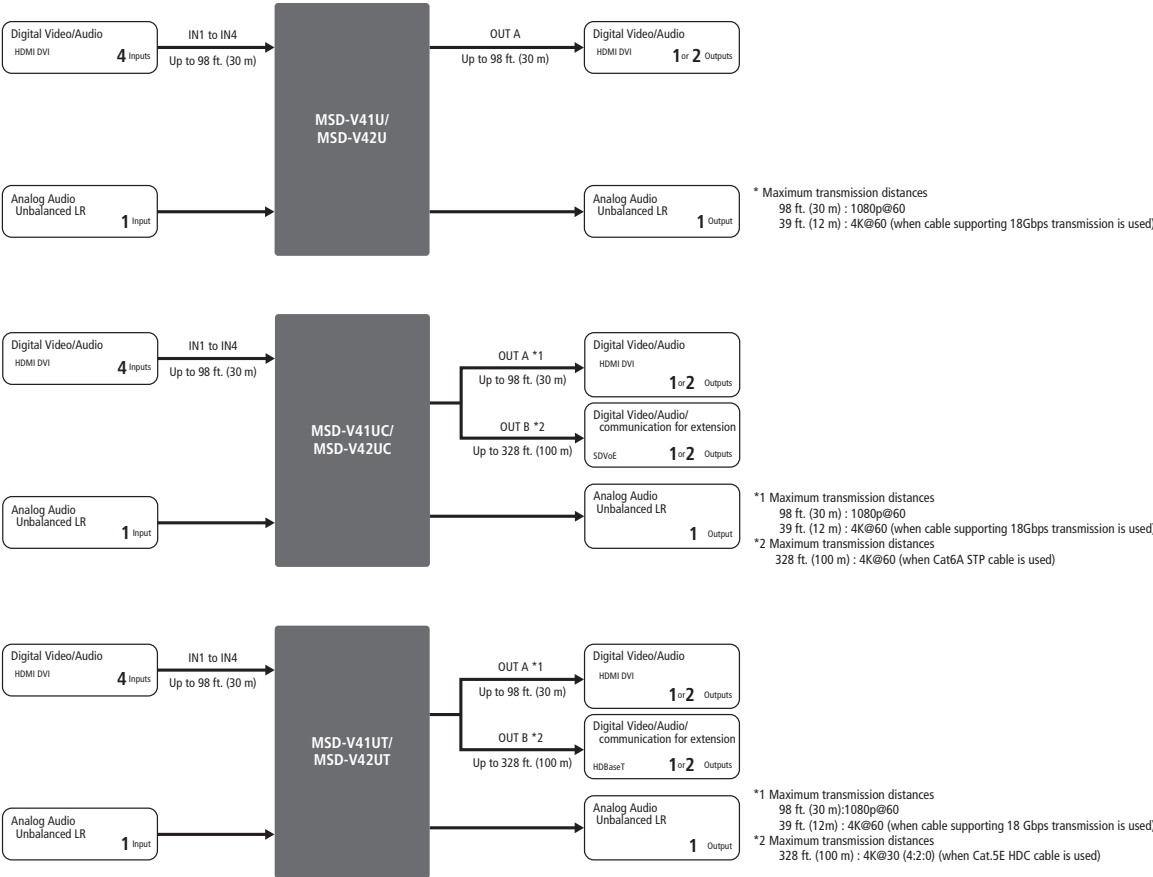 Digital Video/Audio
HDMI DVI
4 Inputs
IN1 to IN4
Up to 98 ft. (30 m)
MSD-V41U/
MSD-V42U
OUT A
Up to 98 ft. (30 m)
Digital Video/Audio
HDMI DVI
1 or 2 Outputs
Analog Audio
Unbalanced LR
1 Input
Analog Audio
Unbalanced LR
1 Output
* Maximum transmission distances
98 ft. (30 m) : 1080p@60
39 ft. (12 m) : 4K@60 (when cable supporting 18Gbps transmission is used)
Digital Video/Audio
HDMI DVI
4 Inputs
IN1 to IN4
Up to 98 ft. (30 m)
MSD-V41UC/
MSD-V42UC
OUT A *1
Up to 98 ft. (30 m)
Digital Video/Audio
HDMI DVI
1 or 2 Outputs
OUT B *2
Up to 328 ft. (100 m)
Digital Video/Audio/
communication for extension
SDVoE
1 or 2 Outputs
Analog Audio
Unbalanced LR
1 Input
Analog Audio
Unbalanced LR
1 Output
*1 Maximum transmission distances
98 ft. (30 m) : 1080p@60
39 ft. (12 m) : 4K@60 (when cable supporting 18Gbps transmission is used)
*2 Maximum transmission distances
328 ft. (100 m) : 4K@60 (when Cat6A STP cable is used)
Digital Video/Audio
HDMI DVI
4 Inputs
IN1 to IN4
Up to 98 ft. (30 m)
MSD-V41UT/
MSD-V42UT
OUT A *1
Up to 98 ft. (30 m)
Digital Video/Audio
HDMI DVI
1 or 2 Outputs
OUT B *2
Up to 328 ft. (100 m)
Digital Video/Audio/
communication for extension
HDBaseT
1 or 2 Outputs
Analog Audio
Unbalanced LR
1 Input
Analog Audio
Unbalanced LR
1 Output
*1 Maximum transmission distances
98 ft. (30 m):1080p@60
39 ft. (12m) : 4K@60 (when cable supporting 18 Gbps transmission is used)
*2 Maximum transmission distances
328 ft. (100 m) : 4K@30 (4:2:0) (when Cat.5E HDC cable is used)